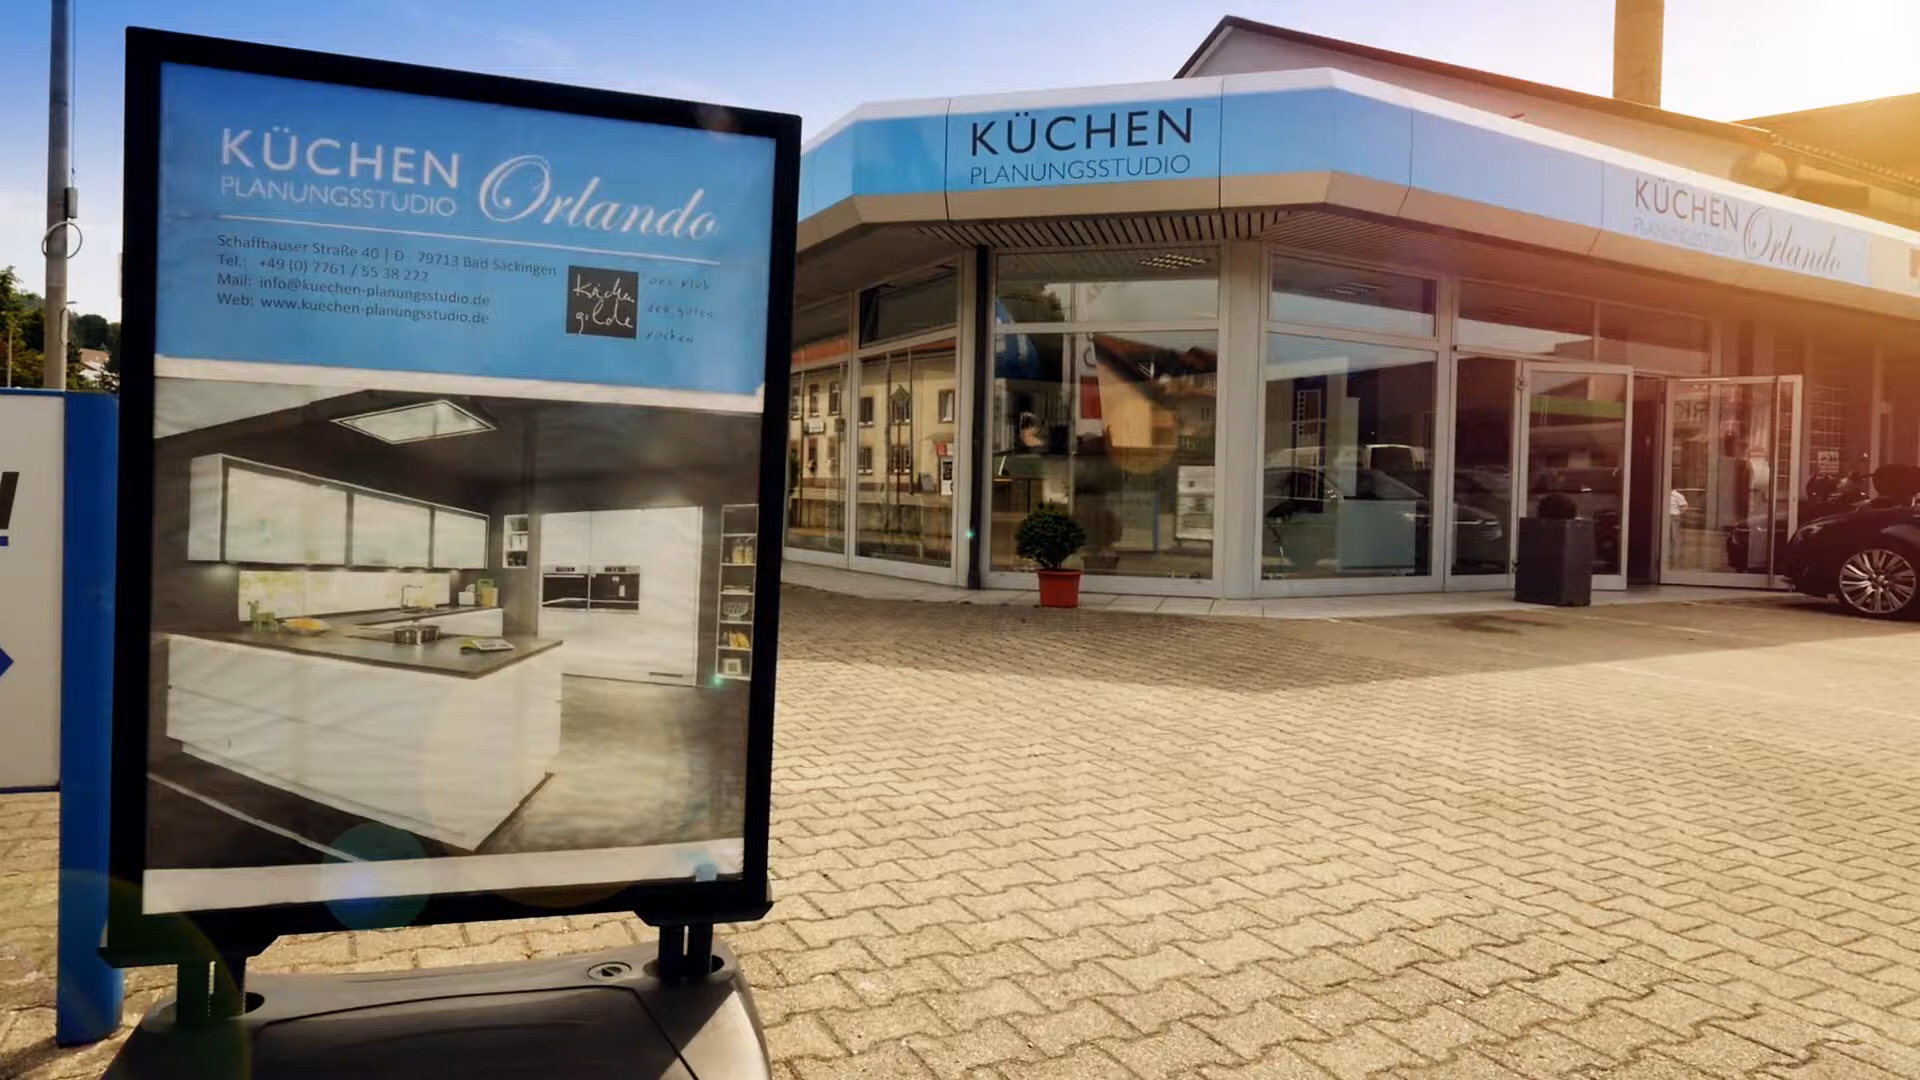 KÜCHEN
PLANUNGSSTUDIO
Orlando
Schaffhauser Straße 40 | D - 79713 Bad Säckingen
Tel.: +49 (0) 7761 / 55 38 222
Mail: info@kuechen-planungsstudio.de
Web: www.kuechen-planungsstudio.de
küchen
gilde
der klub
der guten
küchen
KÜCHEN
PLANUNGSSTUDIO
KÜCHEN
PLANUNGSSTUDIO
Orlando